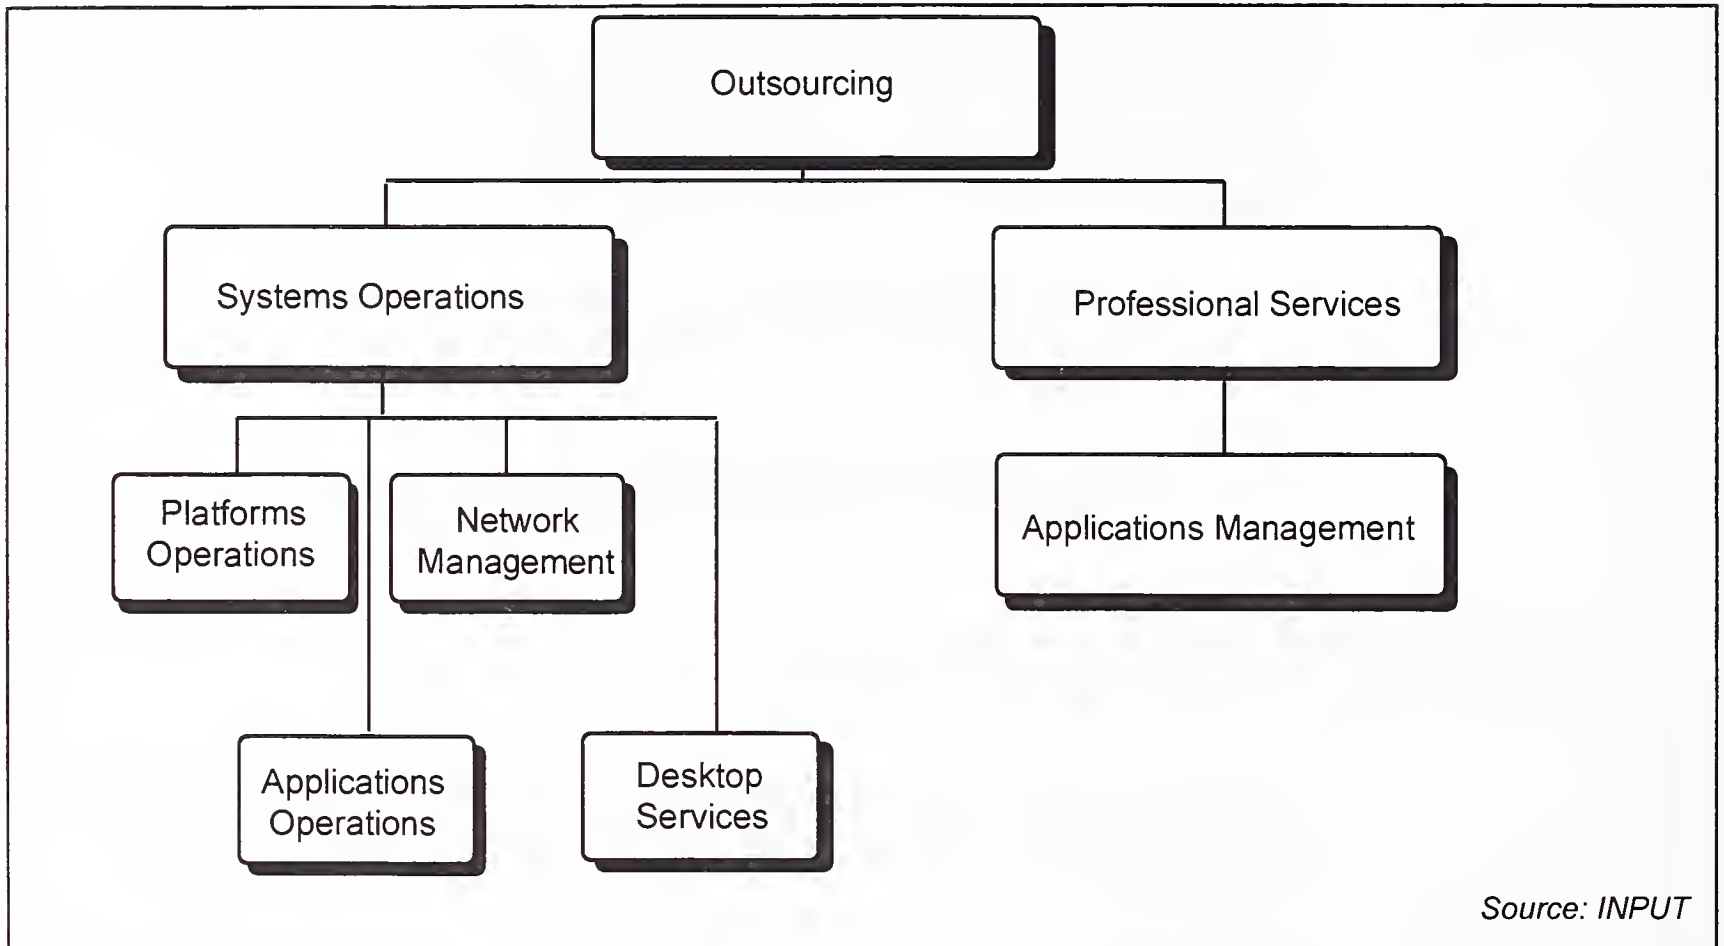 Outsourcing
Systems Operations
Professional Services
Platforms
Operations
Network
Management
Applications Management
Applications
Operations
Desktop
Services
Source: INPUT